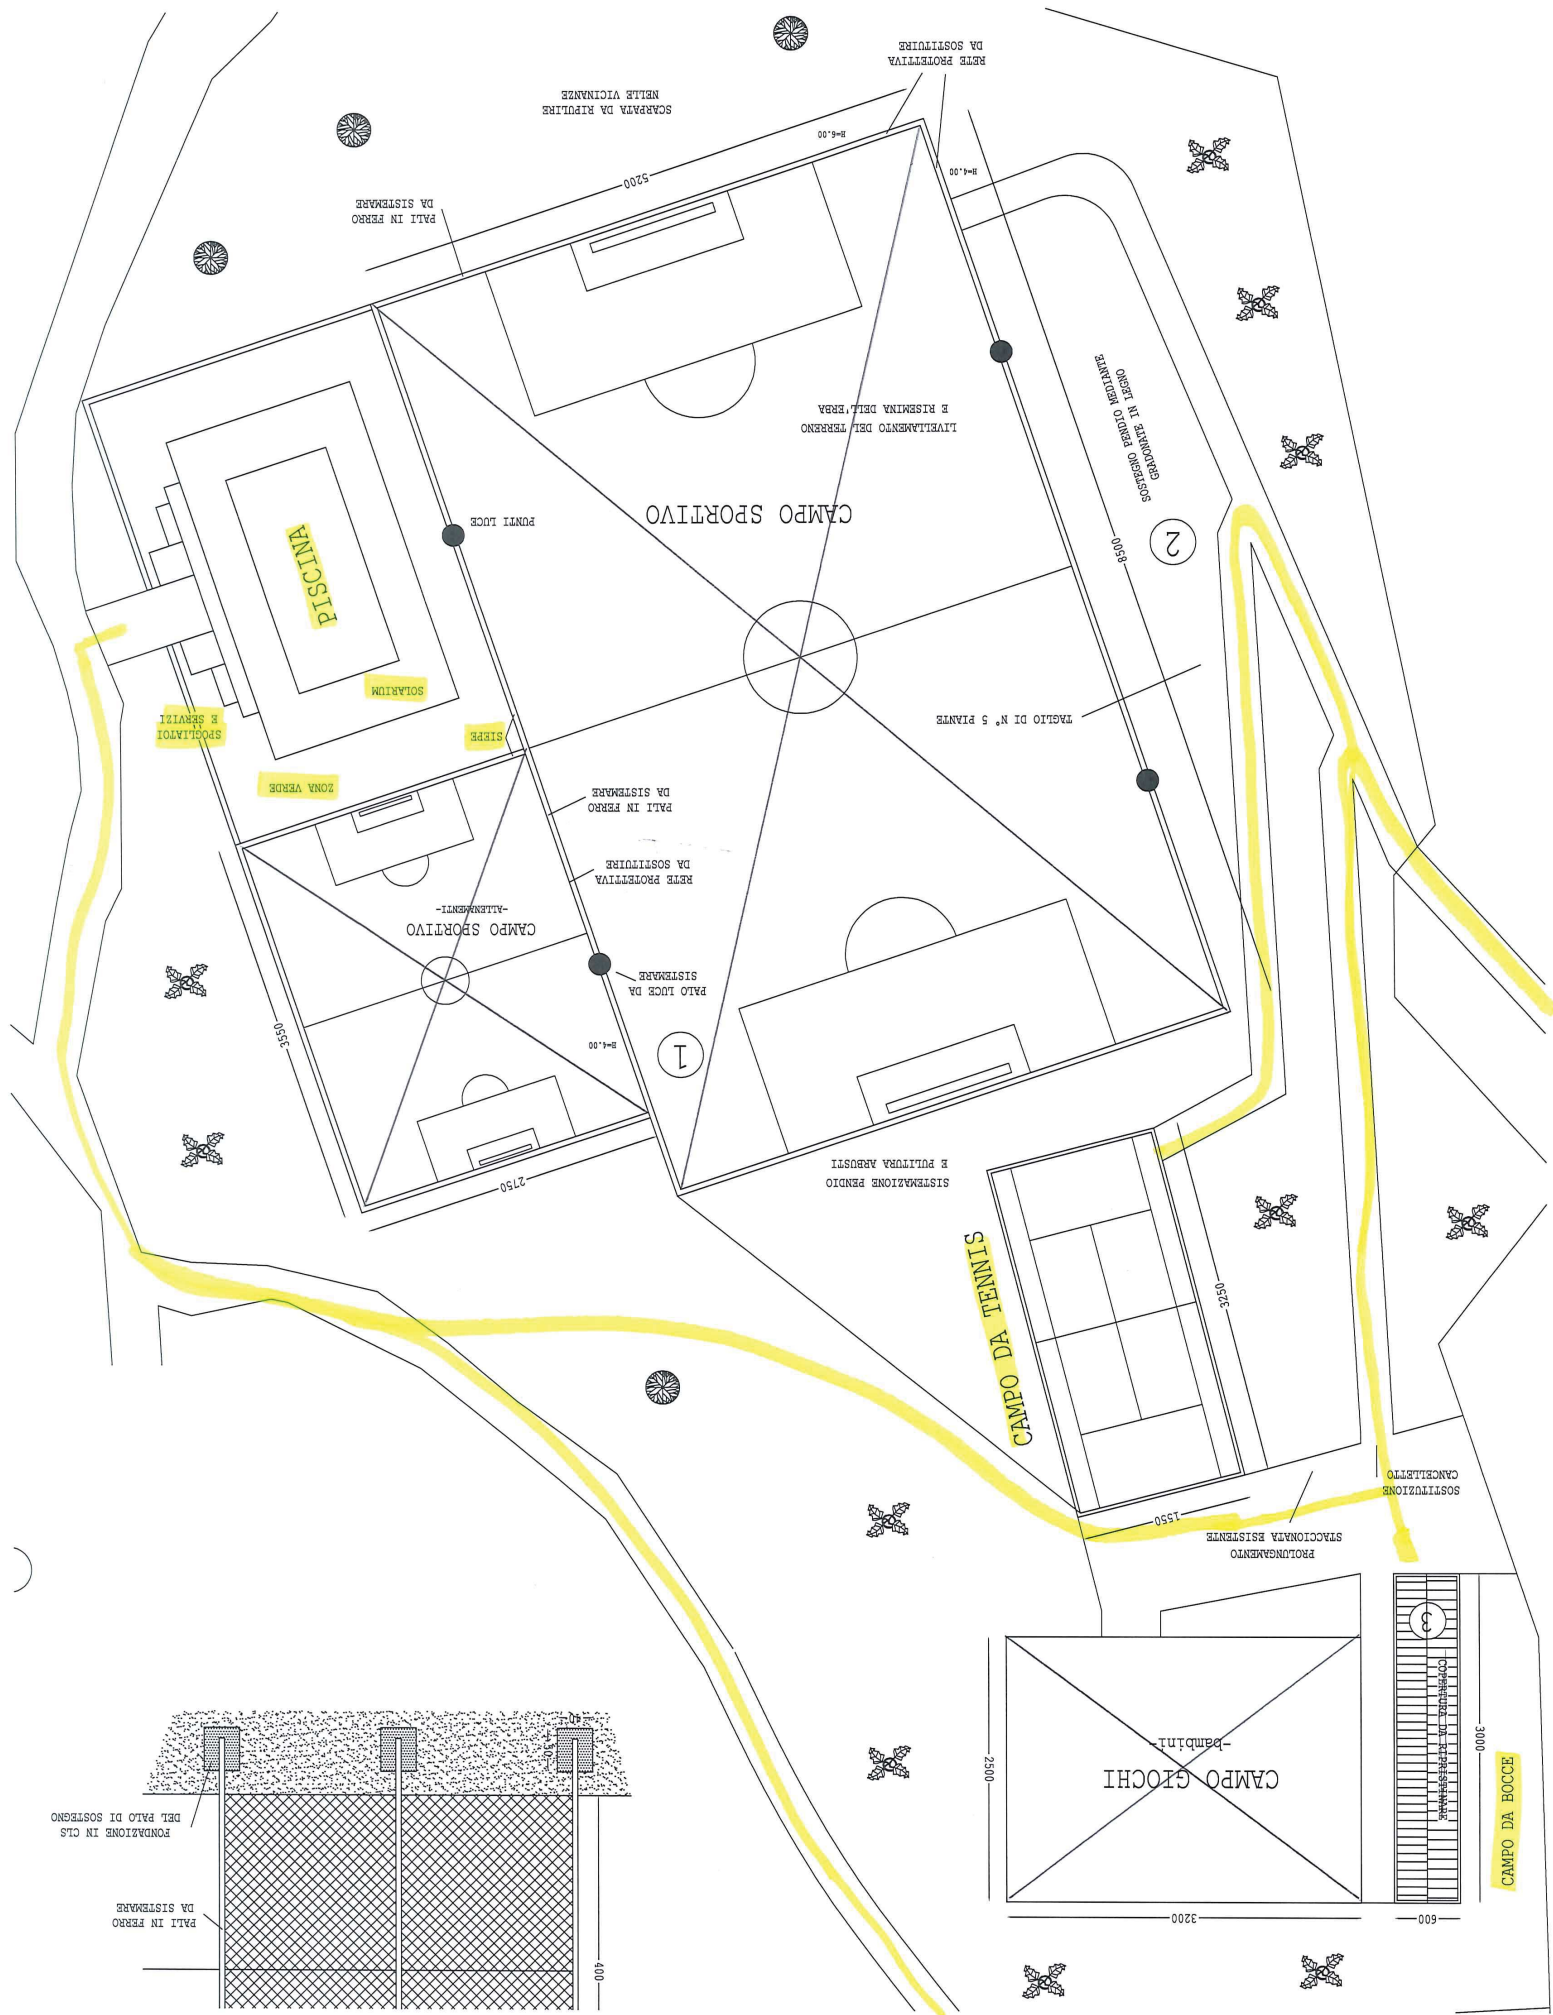 RETE PROTETTIVA
DA SOSTITUIRE
SCARPATA DA RIPULIRE
NELLE VICINANZE
H=6.00
H=4.00
5200
PALI IN FERRO
DA SISTEMARE
SOSTEGNO PENDIO MEDIANTE
GRADONATE IN LEGNO
LIVELLAMENTO DEL TERRENO
E RISEMINA DELL'ERBA
CAMPO SPORTIVO
PUNTI LUCE
8500
2
PISCINA
SOLARIUM
SPOGLIATOI
E SERVIZI
SIEPE
TAGLIO DI N° 5 PIANTE
ZONA VERDE
PALI IN FERRO
DA SISTEMARE
RETE PROTETTIVA
DA SOSTITUIRE
CAMPO SPORTIVO
-ALLENAMENTI-
PALO LUCE DA
SISTEMARE
3550
H=4.00
1
SISTEMAZIONE PENDIO
E PULITURA ARBUSTI
2750
CAMPO DA TENNIS
3250
SOSTITUZIONE
CANCELLETTO
1550
PROLUNGAMENTO
STACCIONATA ESISTENTE
3
COPERTURA DA RIPRISTINARE
3000
CAMPO DA BOCCE
2500
CAMPO GIOCHI
-bambini-
3200
600
FONDAZIONE IN CLS
DEL PALO DI SOSTEGNO
PALI IN FERRO
DA SISTEMARE
400